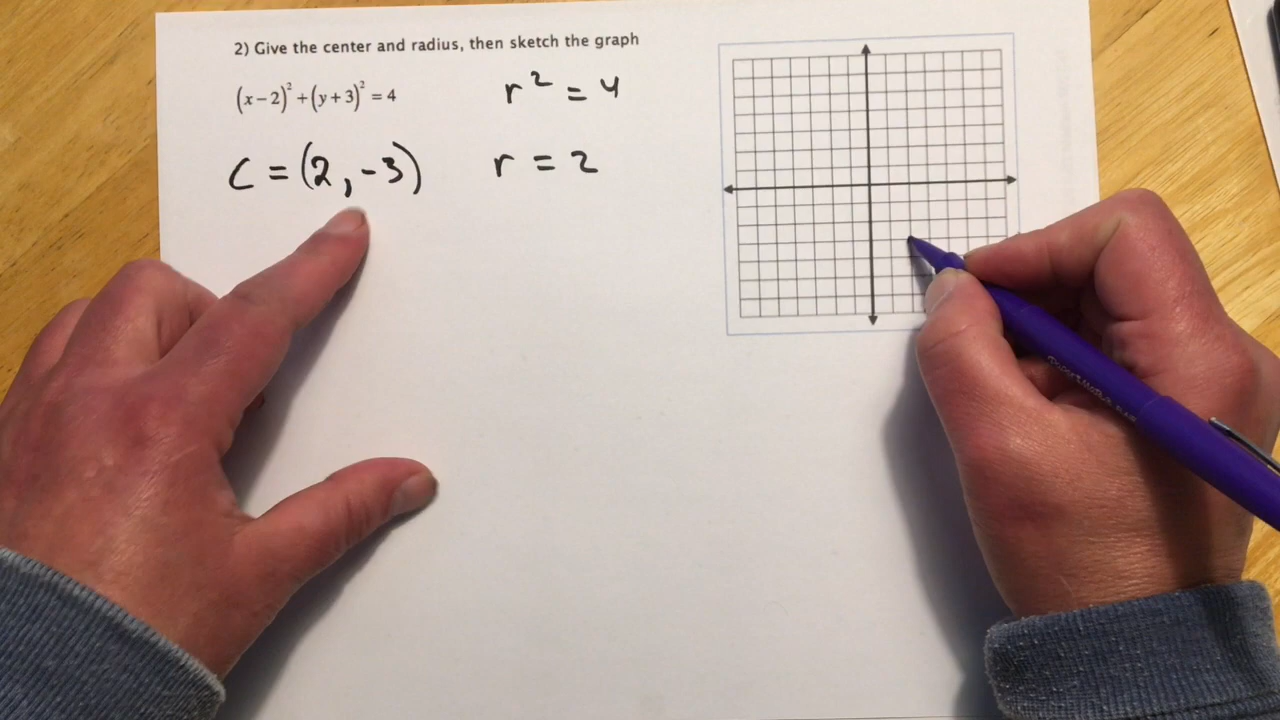 2) Give the center and radius, then sketch the graph
(x − 2)² + (y + 3)² = 4
r² = 4
C = (2, -3)
r = 2